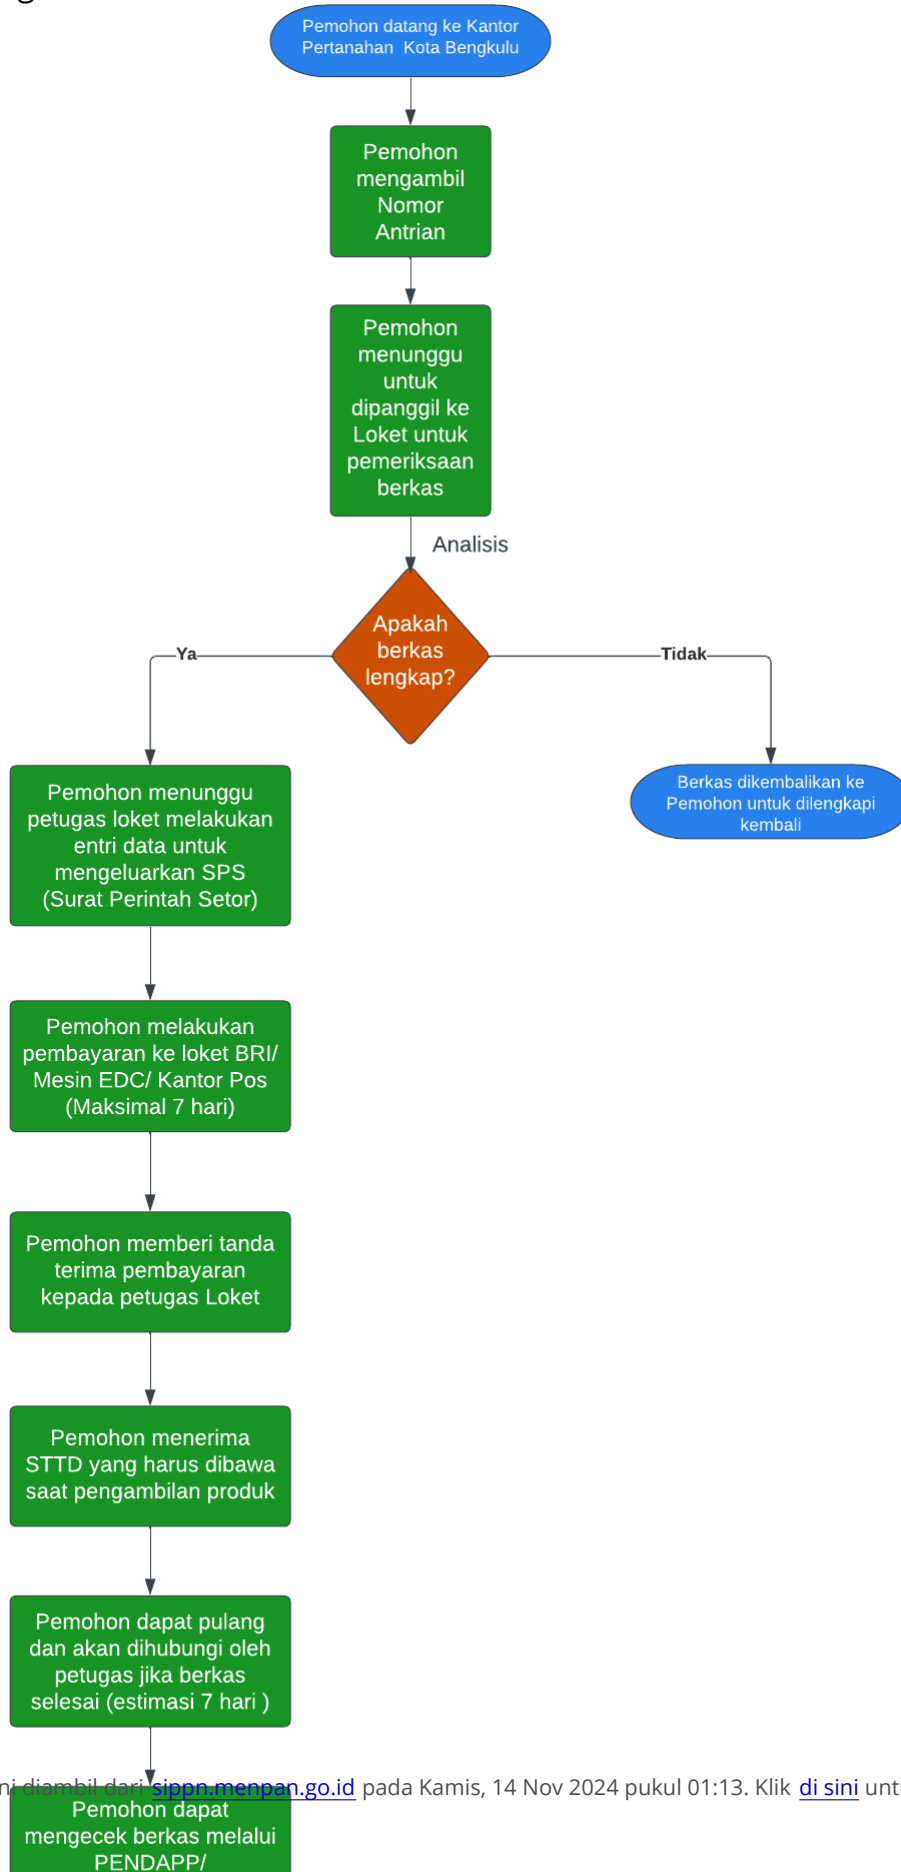 Pemohon datang ke Kantor
Pertanahan Kota Bengkulu
Pemohon
mengambil
Nomor
Antrian
Pemohon
menunggu
untuk
dipanggil ke
Loket untuk
pemeriksaan
berkas
Analisis
Apakah
berkas
lengkap?
Ya
Tidak
Pemohon menunggu
petugas loket melakukan
entri data untuk
mengeluarkan SPS
(Surat Perintah Setor)
Berkas dikembalikan ke
Pemohon untuk dilengkapi
kembali
Pemohon melakukan
pembayaran ke loket BRI/
Mesin EDC/ Kantor Pos
(Maksimal 7 hari)
Pemohon memberi tanda
terima pembayaran
kepada petugas Loket
Pemohon menerima
STTD yang harus dibawa
saat pengambilan produk
Pemohon dapat pulang
dan akan dihubungi oleh
petugas jika berkas
selesai (estimasi 7 hari )
ni diambil dari sippn.menpan.go.id pada Kamis, 14 Nov 2024 pukul 01:13. Klik di sini untu
Pemohon dapat
mengecek berkas melalui
PENDAPP/